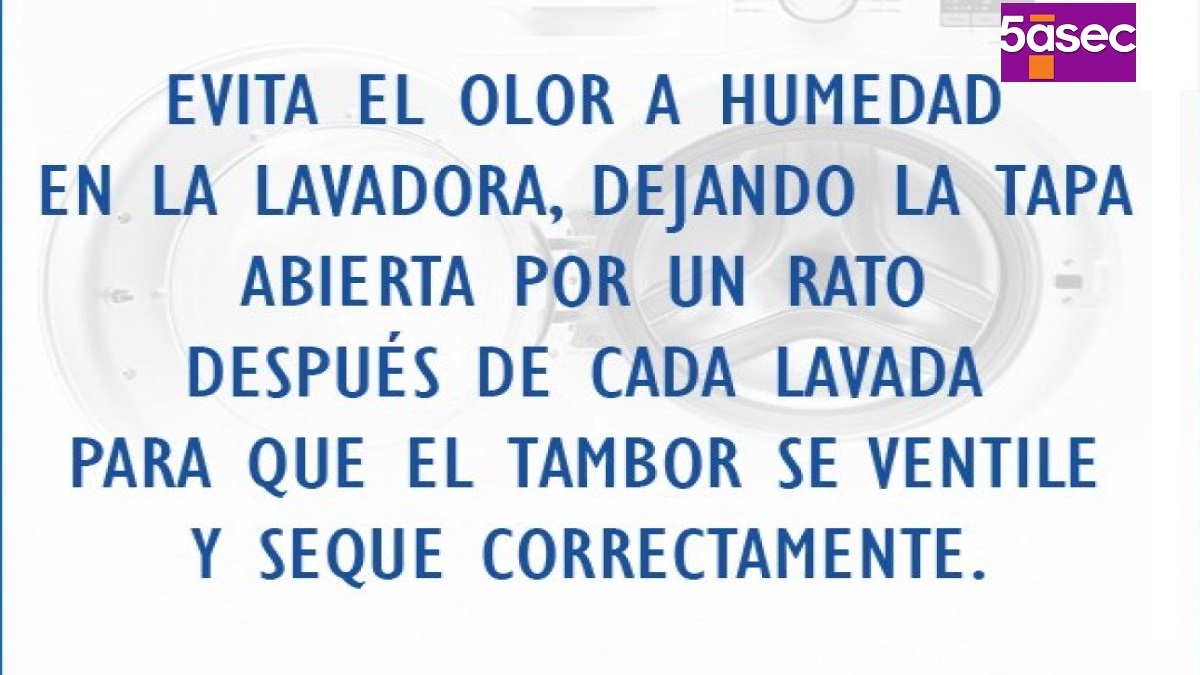 5àsec
EVITA EL OLOR A HUMEDAD
EN LA LAVADORA, DEJANDO LA TAPA
ABIERTA POR UN RATO
DESPUÉS DE CADA LAVADA
PARA QUE EL TAMBOR SE VENTILE
Y SEQUE CORRECTAMENTE.